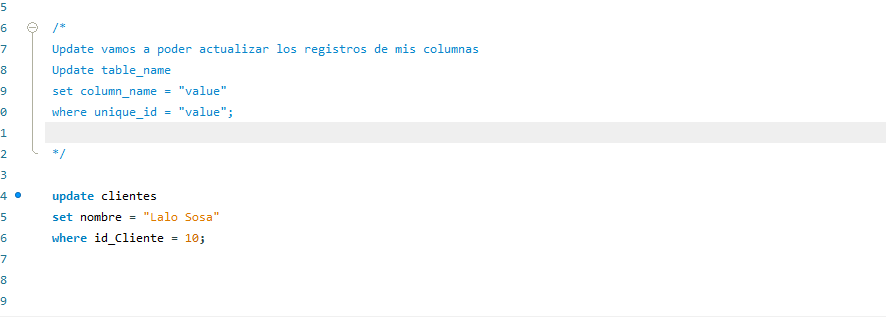 5
6 /*
7 Update vamos a poder actualizar los registros de mis columnas
8 Update table_name
9 set column_name = "value"
0 where unique_id = "value";
1
2 */
3
4 update clientes
5 set nombre = "Lalo Sosa"
6 where id_Cliente = 10;
7
8
9